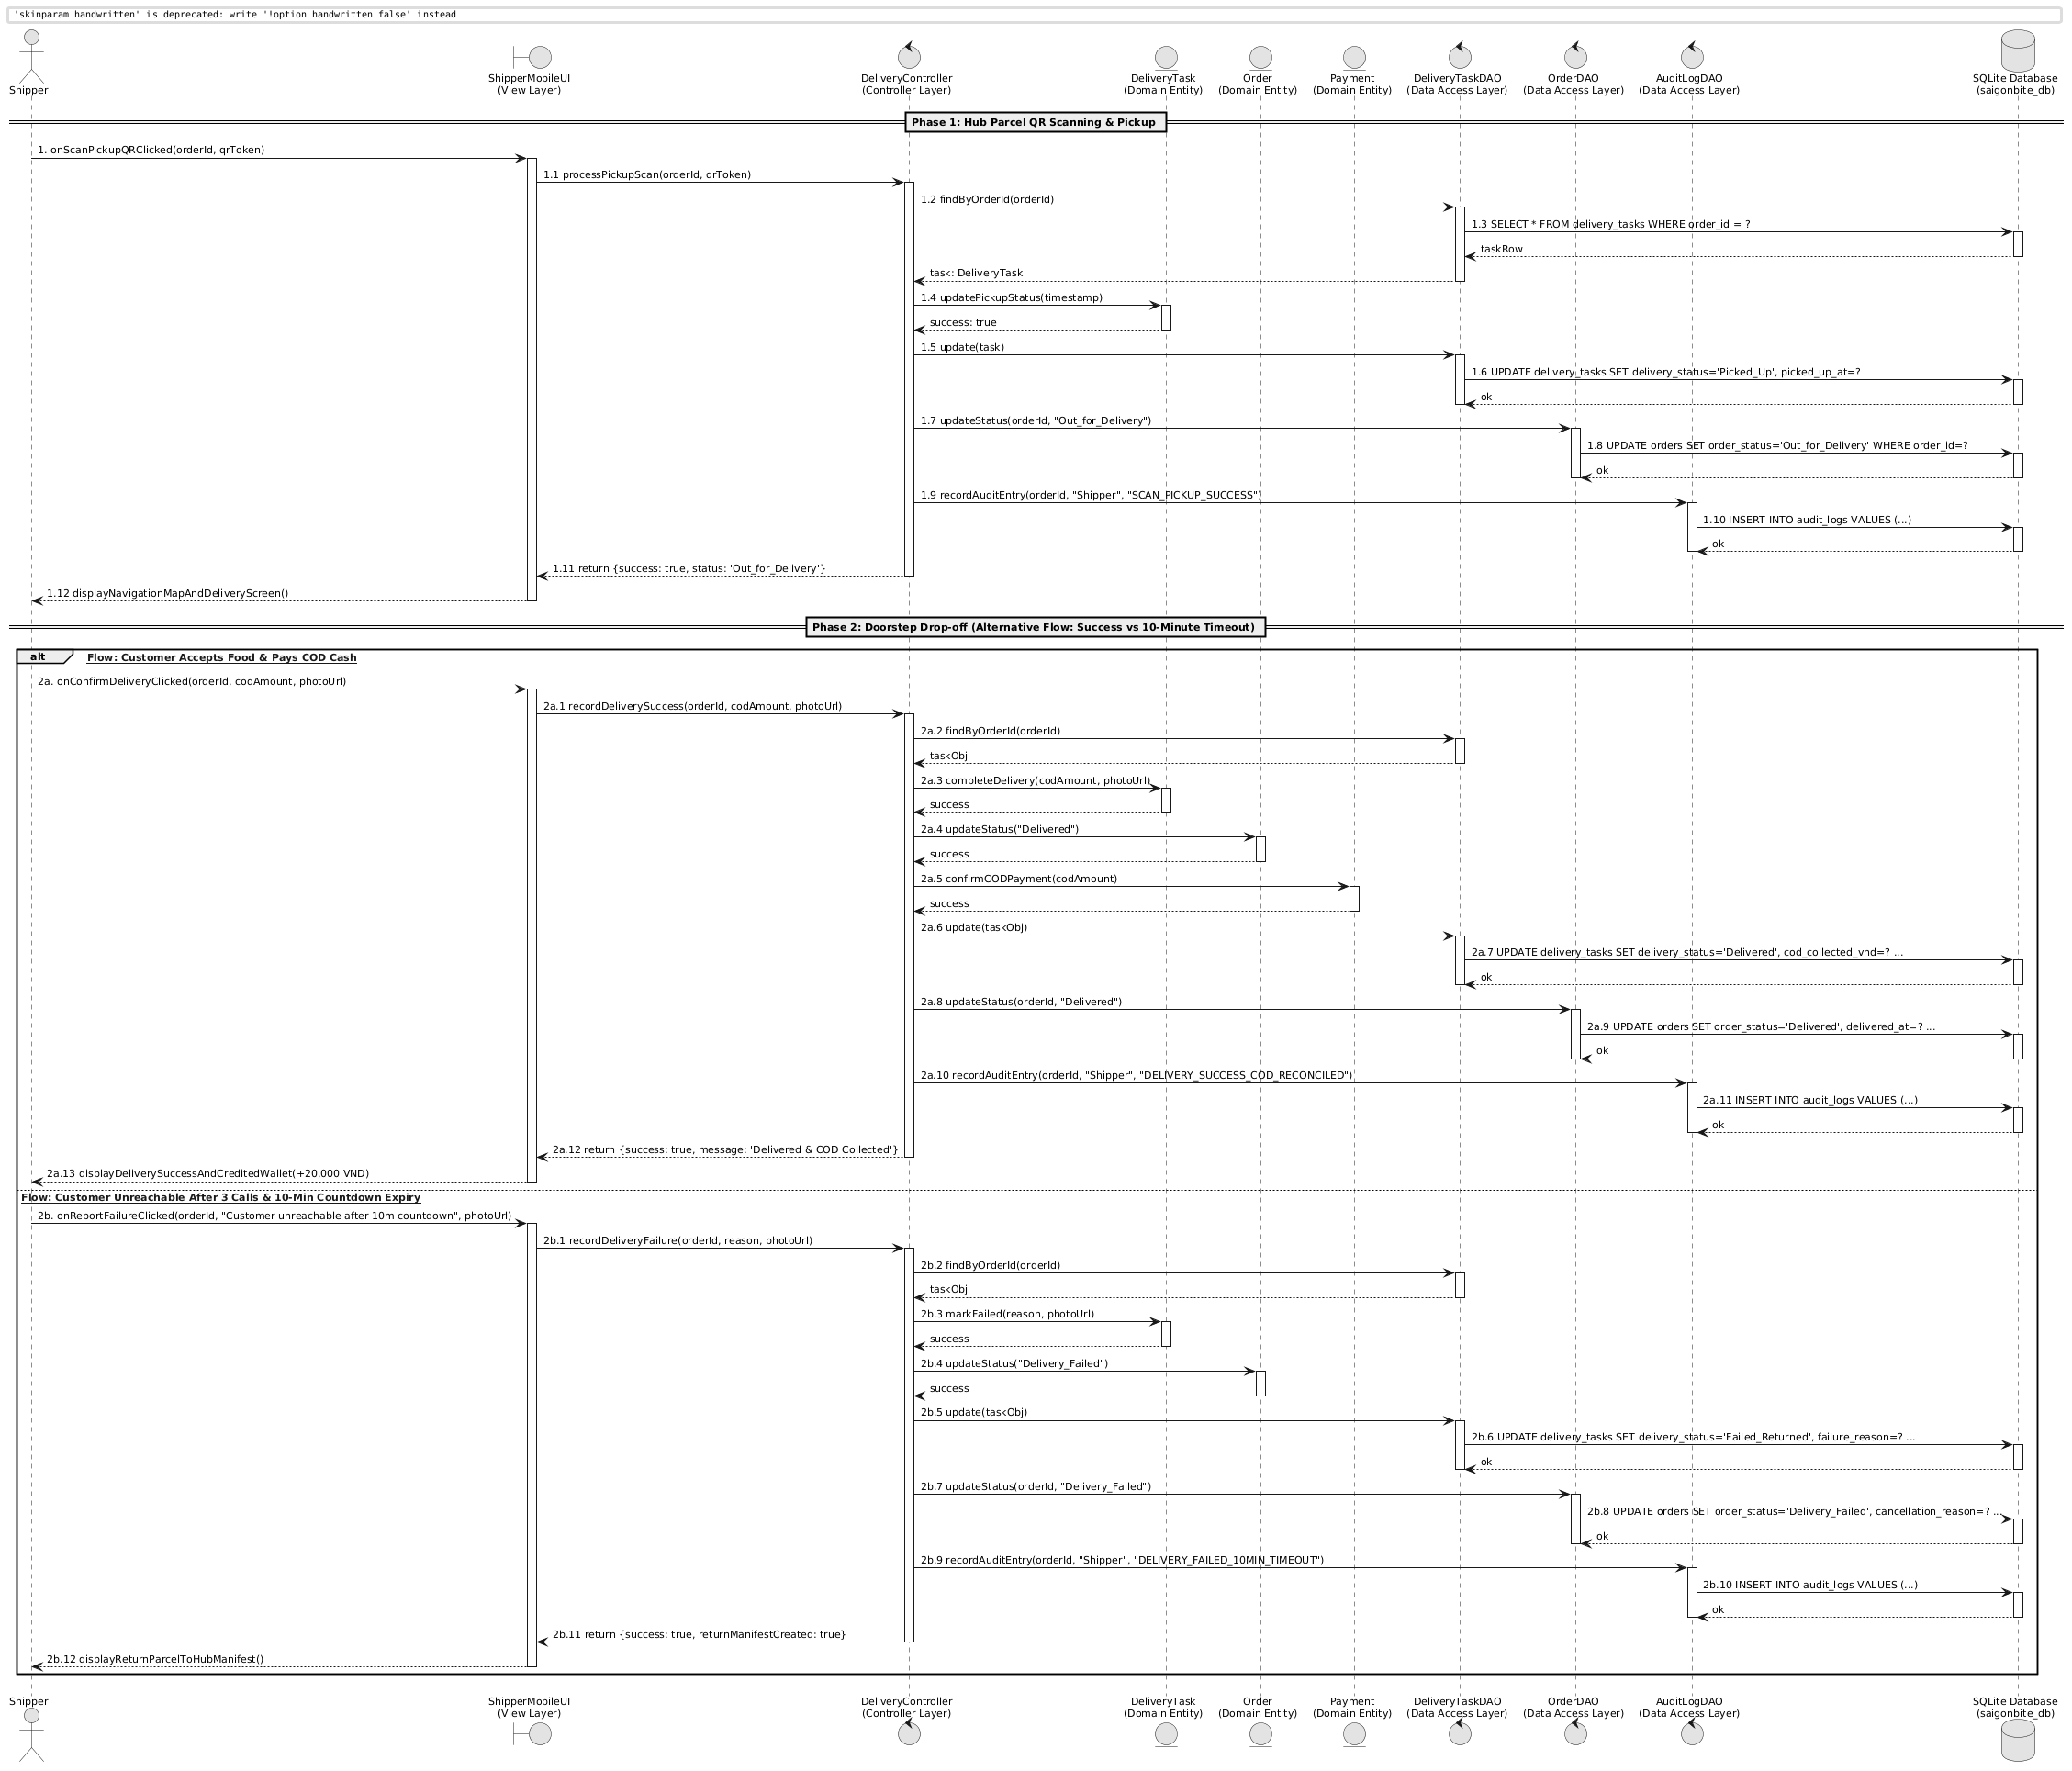 'skinparam handwritten' is deprecated: write '!option handwritten false' instead
Shipper
ShipperMobileUI
(View Layer)
DeliveryController
(Controller Layer)
DeliveryTask
(Domain Entity)
Order
(Domain Entity)
Payment
(Domain Entity)
DeliveryTaskDAO
(Data Access Layer)
OrderDAO
(Data Access Layer)
AuditLogDAO
(Data Access Layer)
SQLite Database
(saigonbite_db)
Phase 1: Hub Parcel QR Scanning & Pickup
1. onScanPickupQRClicked(orderId, qrToken)
1.1 processPickupScan(orderId, qrToken)
1.2 findByOrderId(orderId)
1.3 SELECT * FROM delivery_tasks WHERE order_id = ?
taskRow
task: DeliveryTask
1.4 updatePickupStatus(timestamp)
success: true
1.5 update(task)
1.6 UPDATE delivery_tasks SET delivery_status='Picked_Up', picked_up_at=?
ok
1.7 updateStatus(orderId, "Out_for_Delivery")
1.8 UPDATE orders SET order_status='Out_for_Delivery' WHERE order_id=?
ok
1.9 recordAuditEntry(orderId, "Shipper", "SCAN_PICKUP_SUCCESS")
1.10 INSERT INTO audit_logs VALUES (...)
ok
1.11 return {success: true, status: 'Out_for_Delivery'}
1.12 displayNavigationMapAndDeliveryScreen()
Phase 2: Doorstep Drop-off (Alternative Flow: Success vs 10-Minute Timeout)
alt
Flow: Customer Accepts Food & Pays COD Cash
2a. onConfirmDeliveryClicked(orderId, codAmount, photoUrl)
2a.1 recordDeliverySuccess(orderId, codAmount, photoUrl)
2a.2 findByOrderId(orderId)
taskObj
2a.3 completeDelivery(codAmount, photoUrl)
success
2a.4 updateStatus("Delivered")
success
2a.5 confirmCODPayment(codAmount)
success
2a.6 update(taskObj)
2a.7 UPDATE delivery_tasks SET delivery_status='Delivered', cod_collected_vnd=? ...
ok
2a.8 updateStatus(orderId, "Delivered")
2a.9 UPDATE orders SET order_status='Delivered', delivered_at=? ...
ok
2a.10 recordAuditEntry(orderId, "Shipper", "DELIVERY_SUCCESS_COD_RECONCILED")
2a.11 INSERT INTO audit_logs VALUES (...)
ok
2a.12 return {success: true, message: 'Delivered & COD Collected'}
2a.13 displayDeliverySuccessAndCreditedWallet(+20,000 VND)
Flow: Customer Unreachable After 3 Calls & 10-Min Countdown Expiry
2b. onReportFailureClicked(orderId, "Customer unreachable after 10m countdown", photoUrl)
2b.1 recordDeliveryFailure(orderId, reason, photoUrl)
2b.2 findByOrderId(orderId)
taskObj
2b.3 markFailed(reason, photoUrl)
success
2b.4 updateStatus("Delivery_Failed")
success
2b.5 update(taskObj)
2b.6 UPDATE delivery_tasks SET delivery_status='Failed_Returned', failure_reason=? ...
ok
2b.7 updateStatus(orderId, "Delivery_Failed")
2b.8 UPDATE orders SET order_status='Delivery_Failed', cancellation_reason=? ...
ok
2b.9 recordAuditEntry(orderId, "Shipper", "DELIVERY_FAILED_10MIN_TIMEOUT")
2b.10 INSERT INTO audit_logs VALUES (...)
ok
2b.11 return {success: true, returnManifestCreated: true}
2b.12 displayReturnParcelToHubManifest()
Shipper
ShipperMobileUI
(View Layer)
DeliveryController
(Controller Layer)
DeliveryTask
(Domain Entity)
Order
(Domain Entity)
Payment
(Domain Entity)
DeliveryTaskDAO
(Data Access Layer)
OrderDAO
(Data Access Layer)
AuditLogDAO
(Data Access Layer)
SQLite Database
(saigonbite_db)